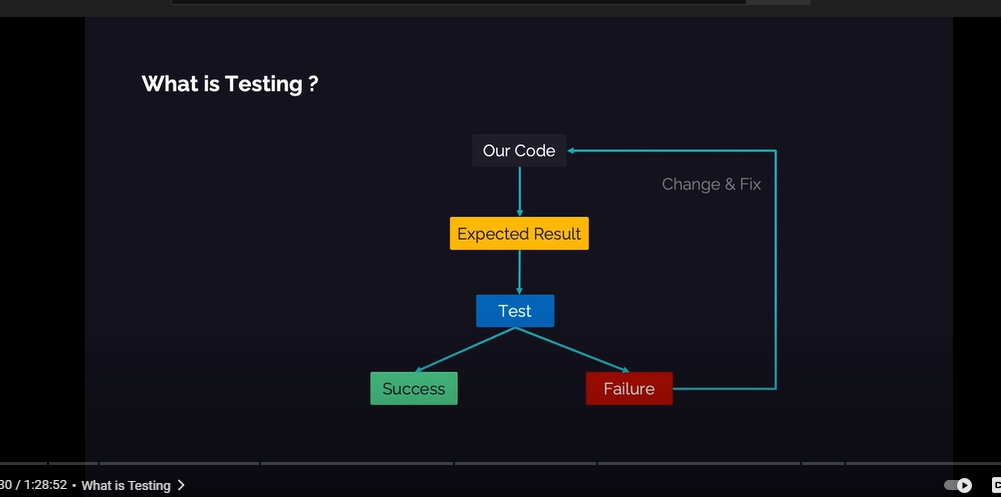 What is Testing ?
Our Code
Change & Fix
Expected Result
Test
Success
Failure
30 / 1:28:52 • What is Testing